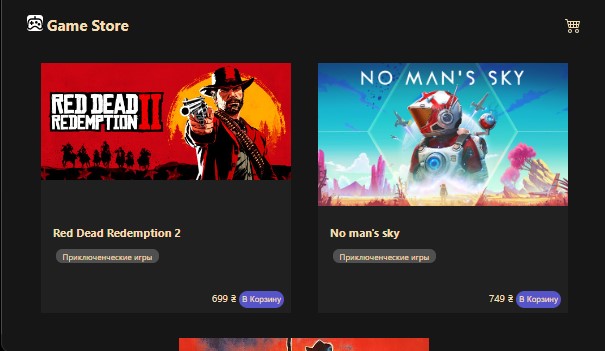 Game Store
RED DEAD
REDEMPTION II
NO MAN'S SKY
Red Dead Redemption 2
Приключенческие игры
699 ₴ В Корзину
No man's sky
Приключенческие игры
749 ₴ В Корзину